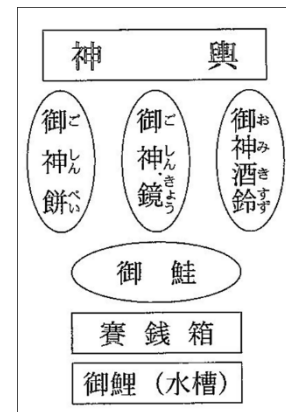 神輿
御神酒鈴
おみきすず
御神鏡
ごしんきょう
御神餅
ごしんべい
御鮭
賽銭箱
御鯉（水槽）